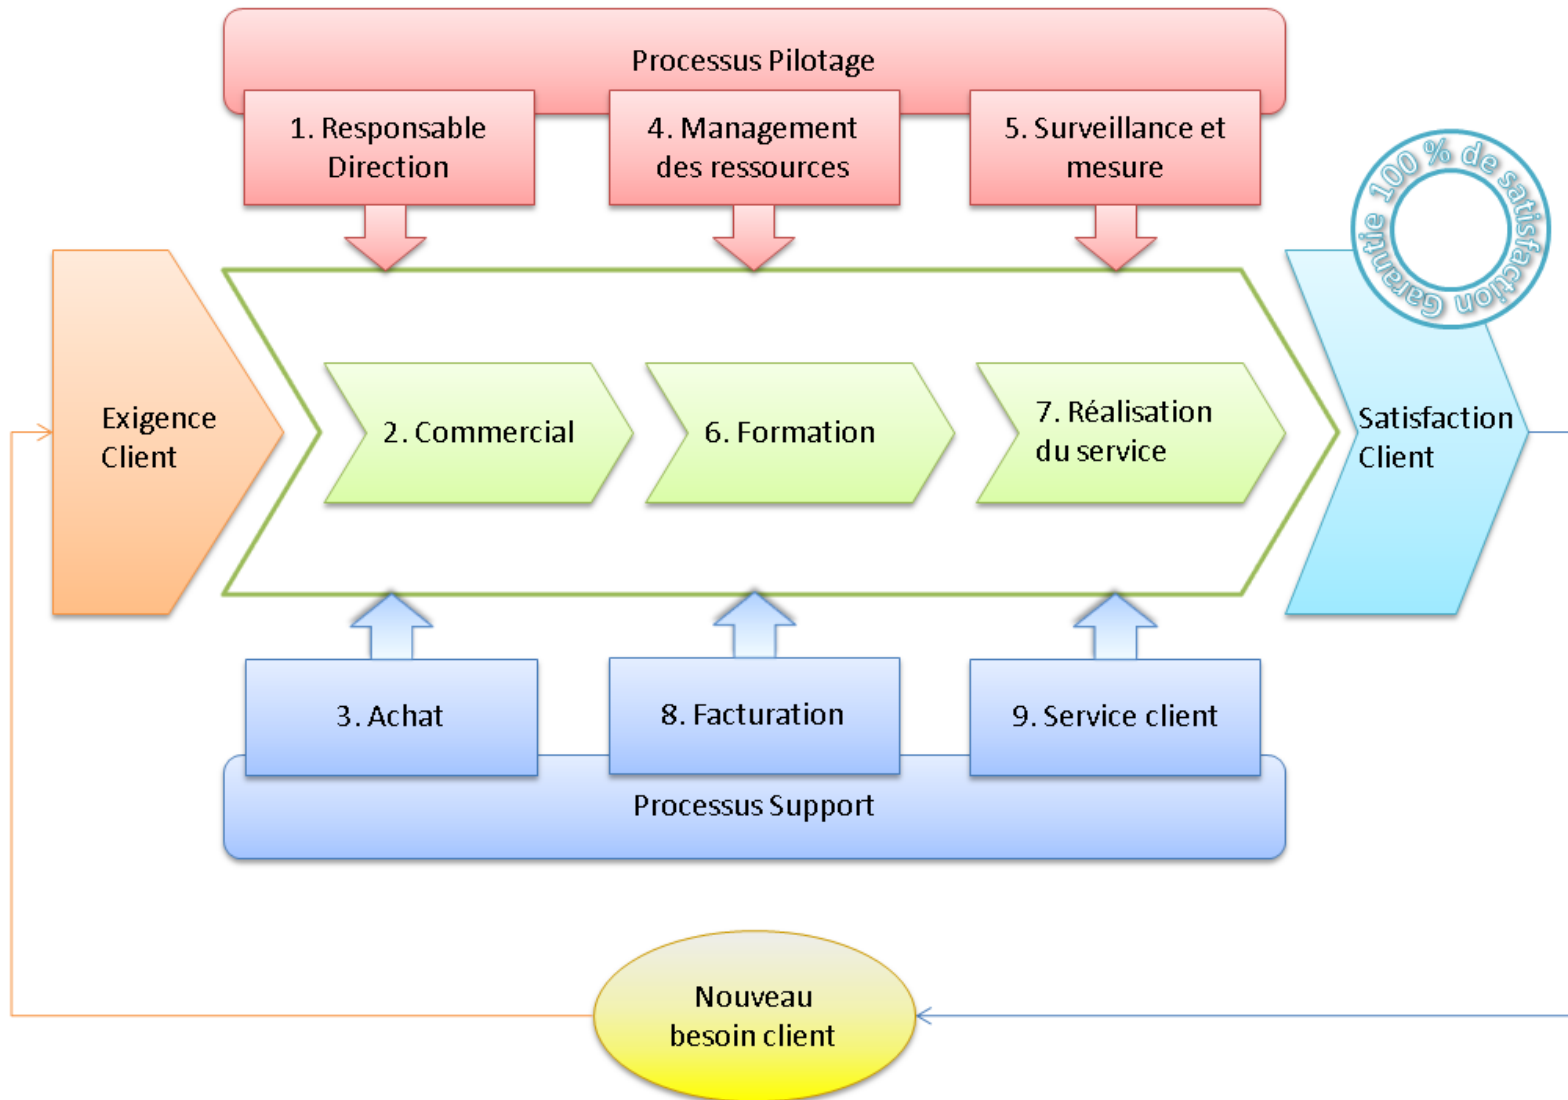 Processus Pilotage
1. Responsable
Direction
4. Management
des ressources
5. Surveillance et
mesure
Garantie 100 % de satisfaction
Exigence
Client
2. Commercial
6. Formation
7. Réalisation
du service
Satisfaction
Client
3. Achat
8. Facturation
9. Service client
Processus Support
Nouveau
besoin client